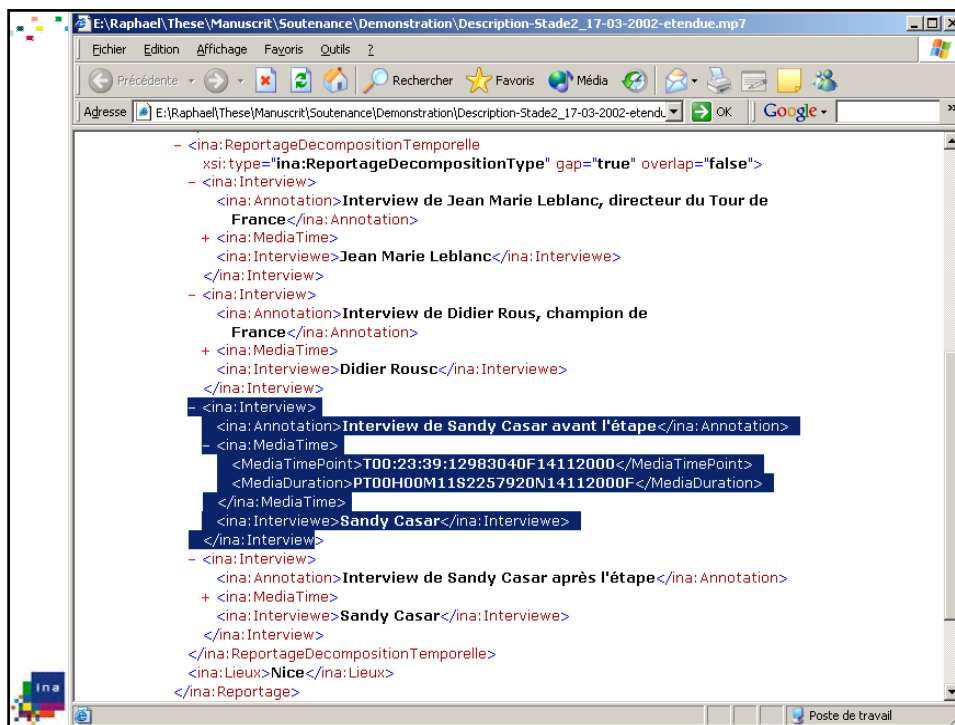 E:\Raphael\These\Manuscrit\Soutenance\Demonstration\Description-Stade2_17-03-2002-etendue.mp7
Fichier Edition Affichage Favoris Outils ?
Précédente Rechercher Favoris Média
Adresse E:\Raphael\These\Manuscrit\Soutenance\Demonstration\Description-Stade2_17-03-2002-etendu OK Google »
- <ina:ReportageDecompositionTemporelle
xsi:type="ina:ReportageDecompositionType" gap="true" overlap="false">
- <ina:Interview>
<ina:Annotation>Interview de Jean Marie Leblanc, directeur du Tour de
France</ina:Annotation>
+ <ina:MediaTime>
<ina:Interviewe>Jean Marie Leblanc</ina:Interviewe>
</ina:Interview>
- <ina:Interview>
<ina:Annotation>Interview de Didier Rous, champion de
France</ina:Annotation>
+ <ina:MediaTime>
<ina:Interviewe>Didier Rousc</ina:Interviewe>
</ina:Interview>
- <ina:Interview>
<ina:Annotation>Interview de Sandy Casar avant l'étape</ina:Annotation>
- <ina:MediaTime>
<MediaTimePoint>T00:23:39:12983040F14112000</MediaTimePoint>
<MediaDuration>PT00H00M11S2257920N14112000F</MediaDuration>
</ina:MediaTime>
<ina:Interviewe>Sandy Casar</ina:Interviewe>
</ina:Interview>
- <ina:Interview>
<ina:Annotation>Interview de Sandy Casar après l'étape</ina:Annotation>
+ <ina:MediaTime>
<ina:Interviewe>Sandy Casar</ina:Interviewe>
</ina:Interview>
</ina:ReportageDecompositionTemporelle>
<ina:Lieux>Nice</ina:Lieux>
</ina:Reportage>
ina
Poste de travail